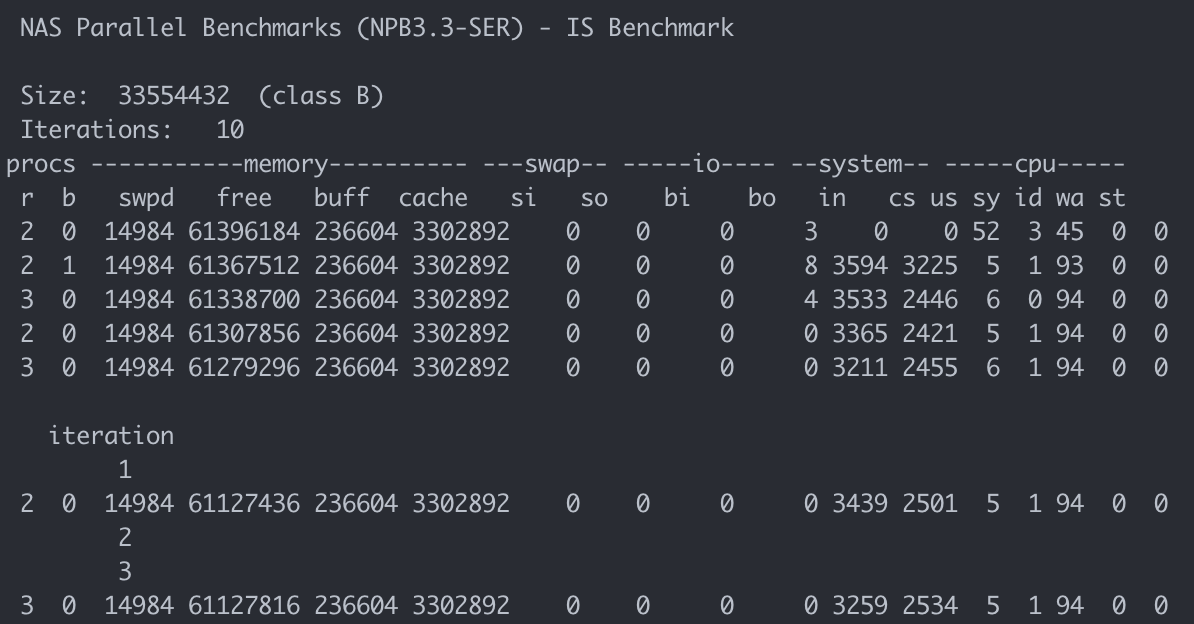 NAS Parallel Benchmarks (NPB3.3-SER) - IS Benchmark
Size:  33554432  (class B)
Iterations:   10
procs -----------memory---------- ---swap-- -----io---- --system-- -----cpu-----
 r  b   swpd   free   buff  cache   si   so    bi    bo   in   cs us sy id wa st
 2  0  14984 61396184 236604 3302892    0    0     0     3    0    0 52  3 45  0  0
 2  1  14984 61367512 236604 3302892    0    0     0     8 3594 3225  5  1 93  0  0
 3  0  14984 61338700 236604 3302892    0    0     0     4 3533 2446  6  0 94  0  0
 2  0  14984 61307856 236604 3302892    0    0     0     0 3365 2421  5  1 94  0  0
 3  0  14984 61279296 236604 3302892    0    0     0     0 3211 2455  6  1 94  0  0
   iteration
        1
 2  0  14984 61127436 236604 3302892    0    0     0     0 3439 2501  5  1 94  0  0
        2
        3
 3  0  14984 61127816 236604 3302892    0    0     0     0 3259 2534  5  1 94  0  0